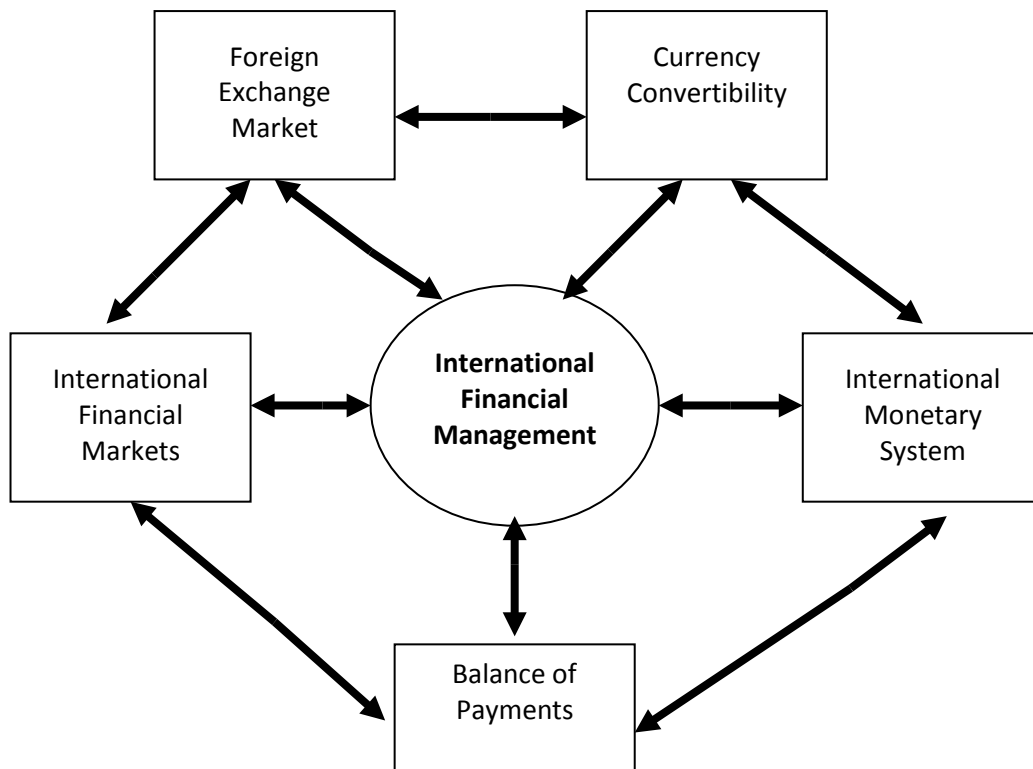 Foreign
Exchange
Market
Currency
Convertibility
International
Financial
Markets
International
Financial
Management
International
Monetary
System
Balance of
Payments